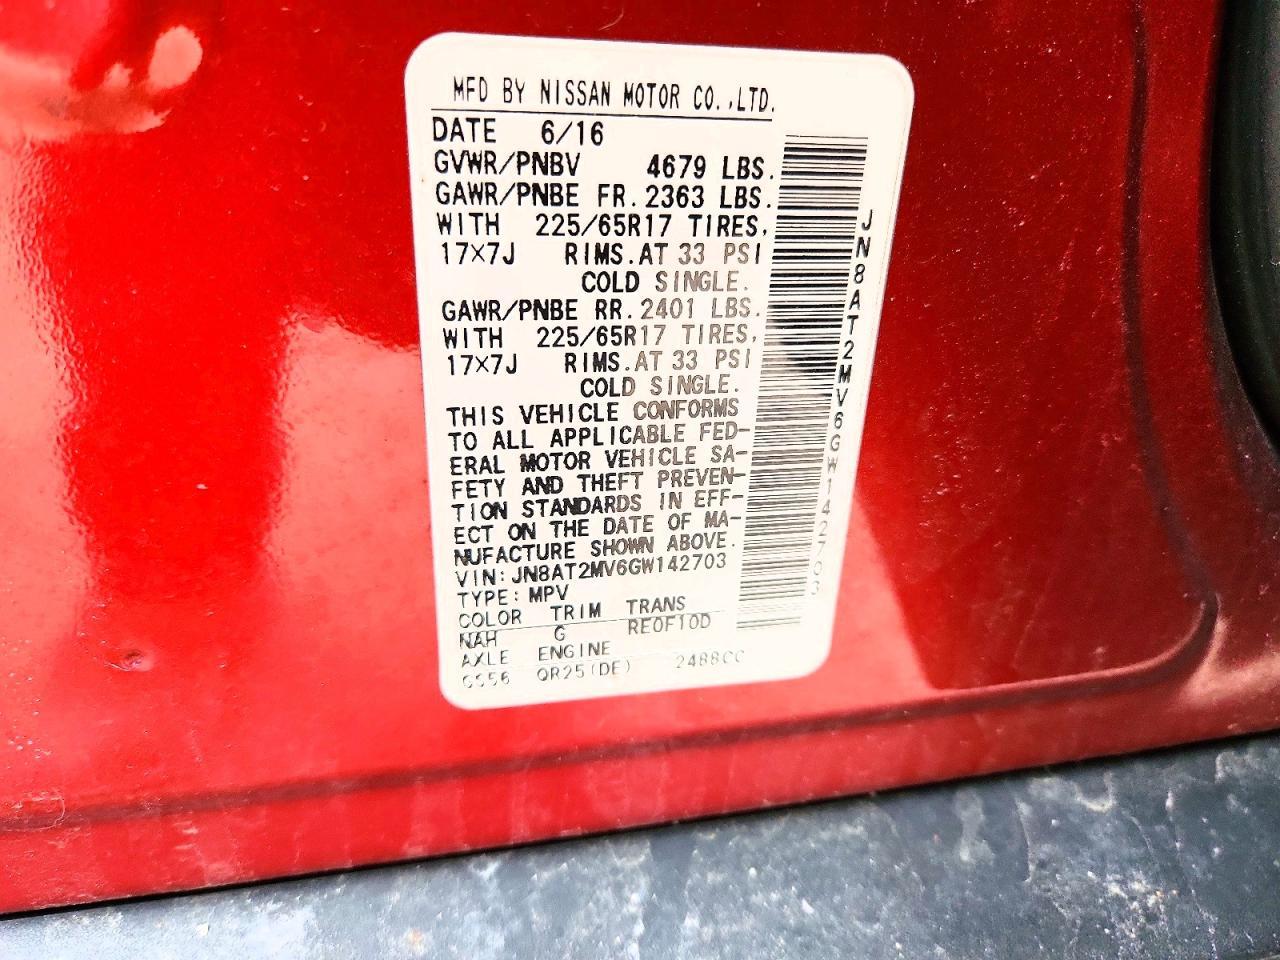 MFD BY NISSAN MOTOR CO.,LTD.
DATE 6/16
GVWR/PNBV 4679 LBS.
GAWR/PNBE FR. 2363 LBS.
WITH 225/65R17 TIRES,
17×7J RIMS.AT 33 PSI
COLD SINGLE.
GAWR/PNBE RR. 2401 LBS.
WITH 225/65R17 TIRES,
17×7J RIMS.AT 33 PSI
COLD SINGLE.
THIS VEHICLE CONFORMS
TO ALL APPLICABLE FED-
ERAL MOTOR VEHICLE SA-
FETY AND THEFT PREVEN-
TION STANDARDS IN EFF-
ECT ON THE DATE OF MA-
NUFACTURE SHOWN ABOVE.
VIN: JN8AT2MV6GW142703
TYPE: MPV
COLOR TRIM TRANS
NAH G RE0F10D
AXLE ENGINE
GS56 QR25(DE) 2488CC
JN8AT2MV6GW142703